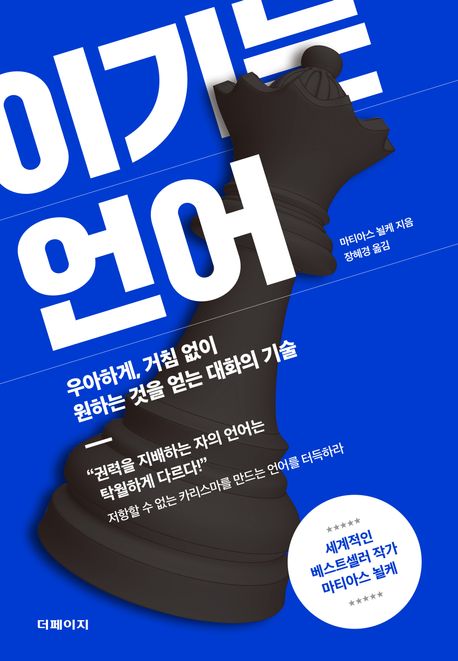 이기는
언어
마티아스 뇔케 지음
장혜경 옮김
우아하게, 거침 없이
원하는 것을 얻는 대화의 기술
“권력을 지배하는 자의 언어는
탁월하게 다르다!”
저항할 수 없는 카리스마를 만드는 언어를 터득하라
★★★★★
세계적인
베스트셀러 작가
마티아스 뇔케
★★★★★
더페이지